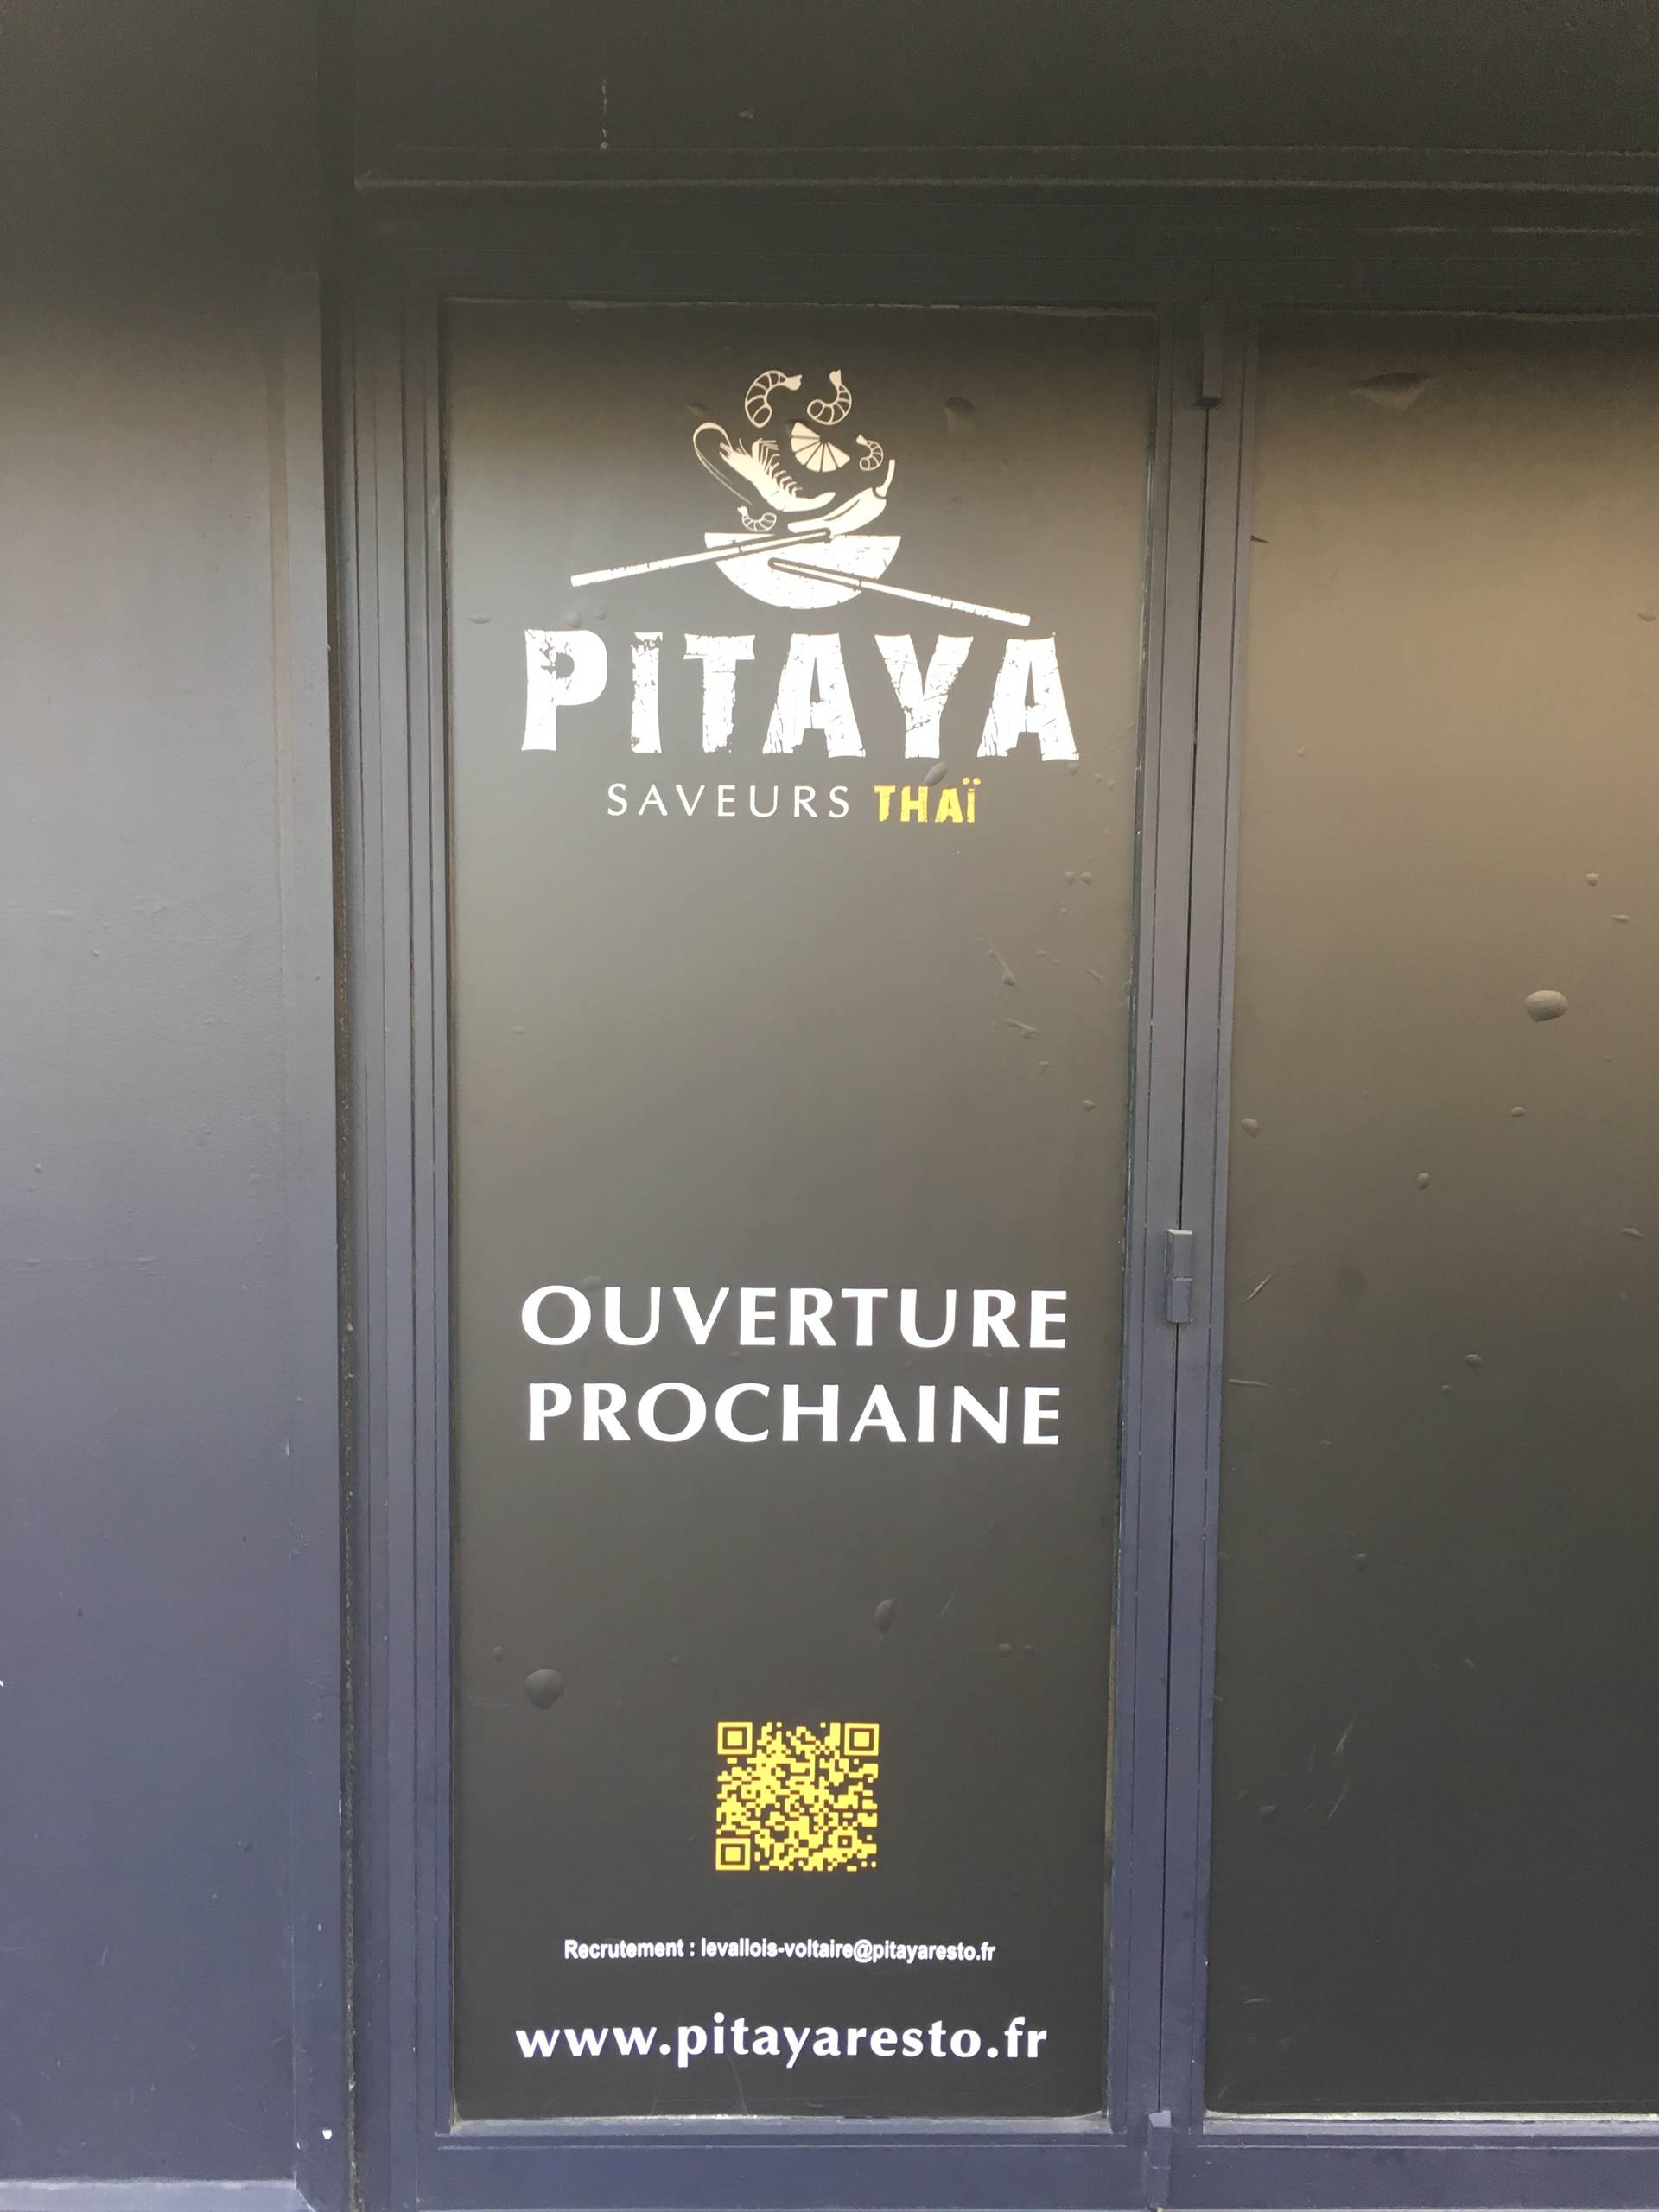 PITAYA
SAVEURS THAÏ
OUVERTURE
PROCHAINE
Recrutement : levallois-voltaire@pitayaresto.fr
www.pitayaresto.fr